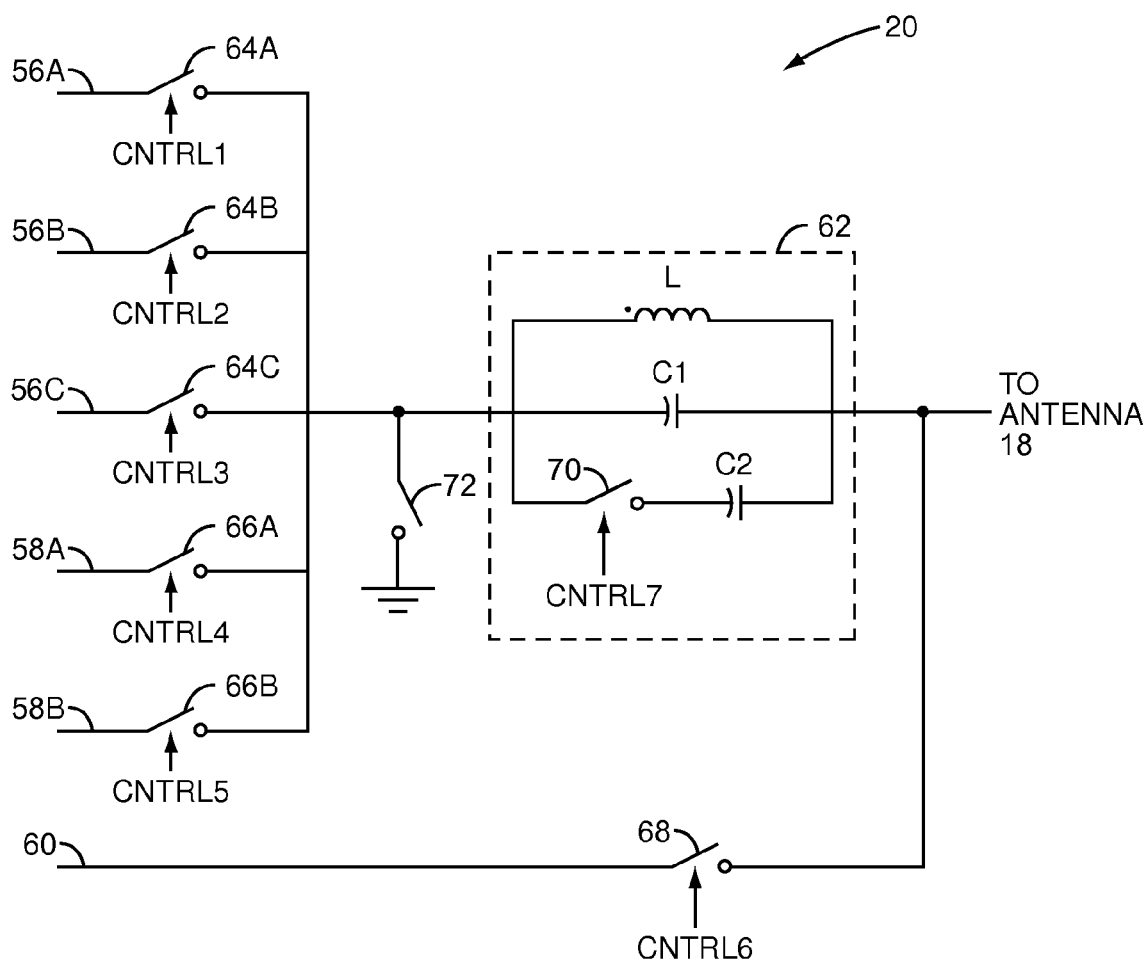 20
64A
56A
CNTRL1
64B
56B
CNTRL2
62
L
64C
56C
CNTRL3
C1
TO
ANTENNA
18
70
C2
72
66A
58A
CNTRL4
CNTRL7
66B
58B
CNTRL5
60
68
CNTRL6